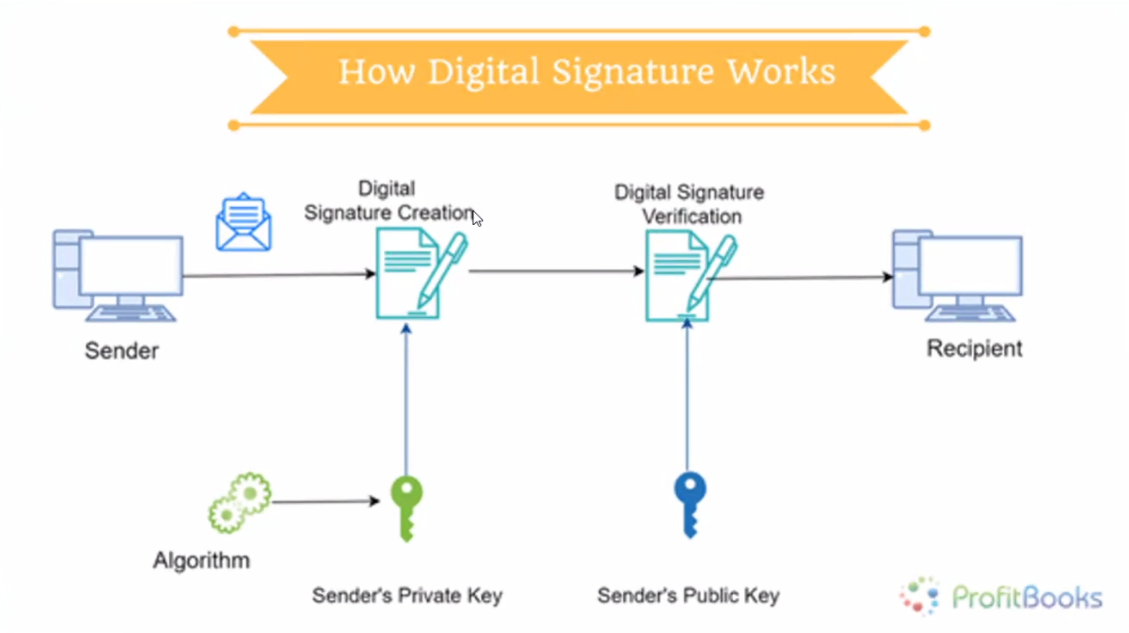 How Digital Signature Works
Digital
Signature Creation
Digital Signature
Verification
Sender
Recipient
Algorithm
Sender's Private Key
Sender's Public Key
ProfitBooks